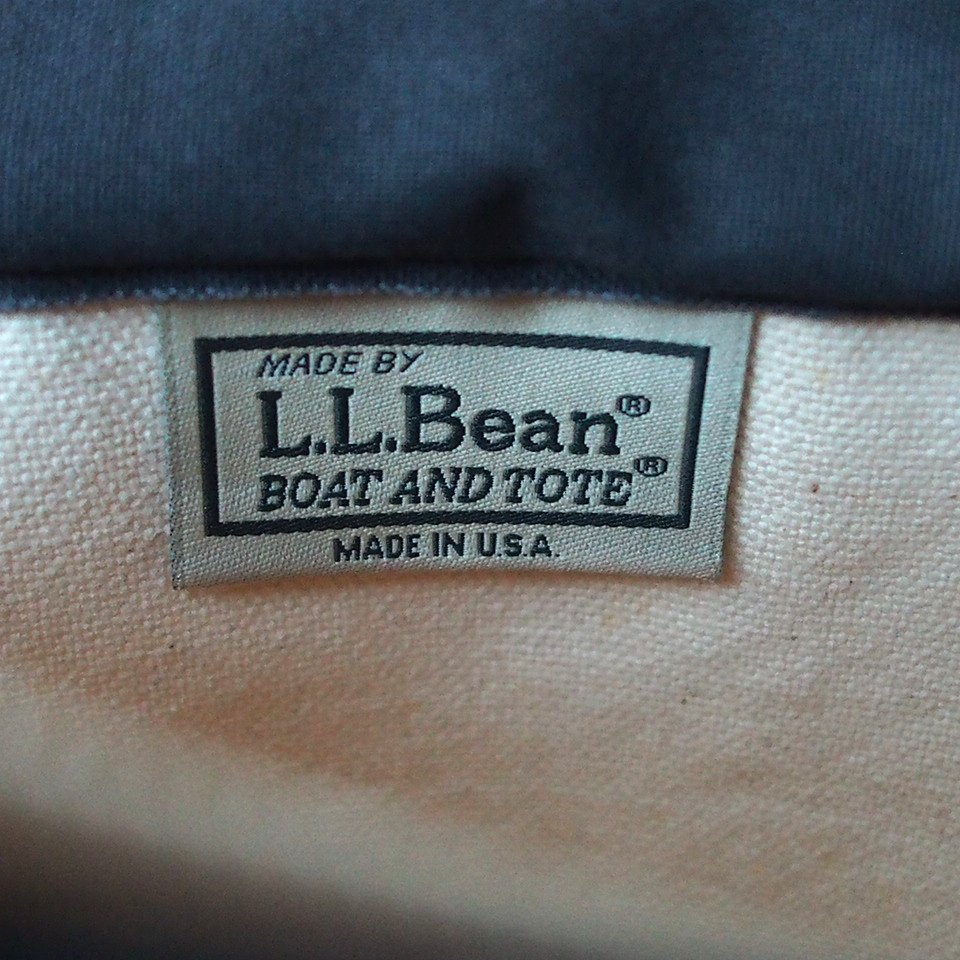 MADE BY
L.L.Bean®
BOAT AND TOTE®
MADE IN U.S.A.